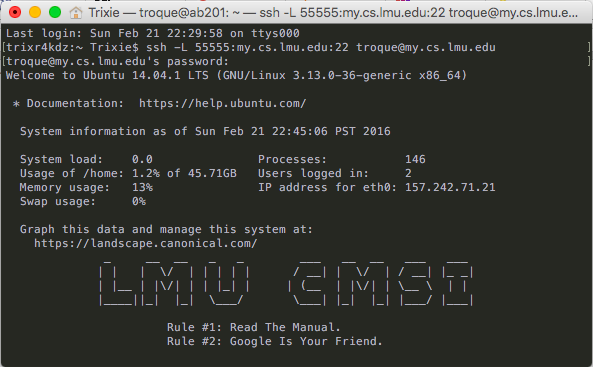 Trixie — troque@ab201: ~ — ssh -L 55555:my.cs.lmu.edu:22 troque@my.cs.lmu.e...
Last login: Sun Feb 21 22:29:58 on ttys000
[trixr4kdz:~ Trixie$ ssh -L 55555:my.cs.lmu.edu:22 troque@my.cs.lmu.edu ]
[troque@my.cs.lmu.edu's password: ]
Welcome to Ubuntu 14.04.1 LTS (GNU/Linux 3.13.0-36-generic x86_64)
* Documentation: https://help.ubuntu.com/
System information as of Sun Feb 21 22:45:06 PST 2016
System load: 0.0 Processes: 146
Usage of /home: 1.2% of 45.71GB Users logged in: 2
Memory usage: 13% IP address for eth0: 157.242.71.21
Swap usage: 0%
Graph this data and manage this system at:
https://landscape.canonical.com/
LMU CMSI
Rule #1: Read The Manual.
Rule #2: Google Is Your Friend.